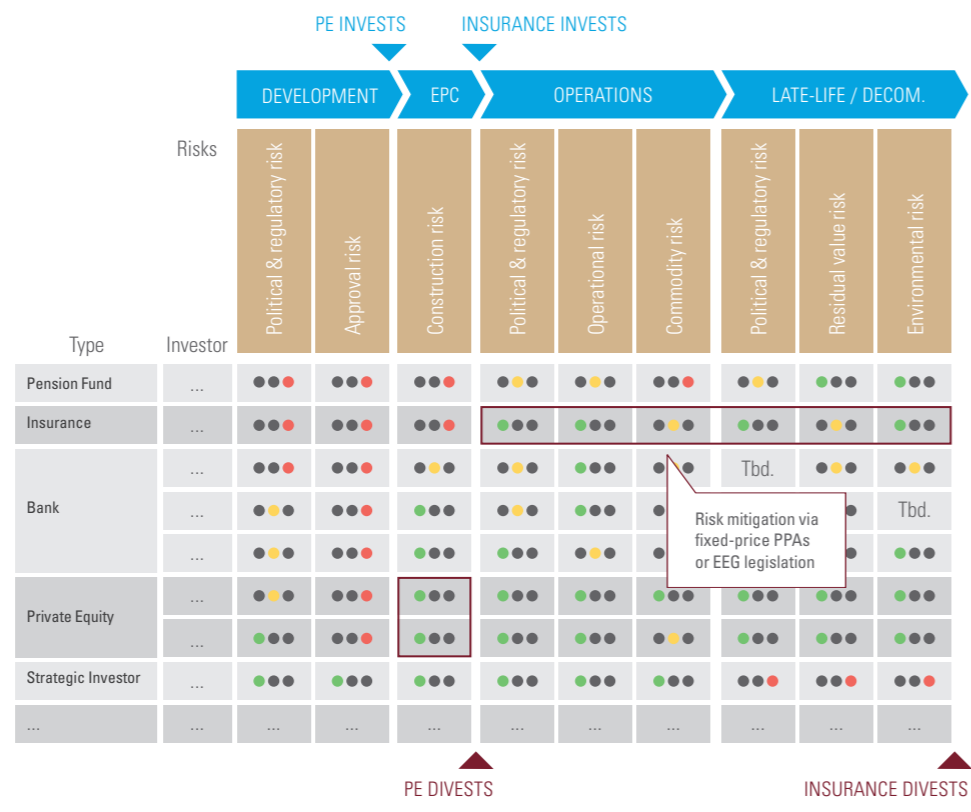 PE INVESTS INSURANCE INVESTS
DEVELOPMENT EPC OPERATIONS LATE-LIFE / DECOM.
Risks
Political & regulatory risk
Approval risk
Construction risk
Political & regulatory risk
Operational risk
Commodity risk
Political & regulatory risk
Residual value risk
Environmental risk
Type Investor
Pension Fund ...
Insurance ...
... Tbd.
Bank ... Tbd.
...
Risk mitigation via
fixed-price PPAs
or EEG legislation
Private Equity ...
...
Strategic Investor ...
... ... ... ... ... ... ... ... ... ... ...
PE DIVESTS INSURANCE DIVESTS